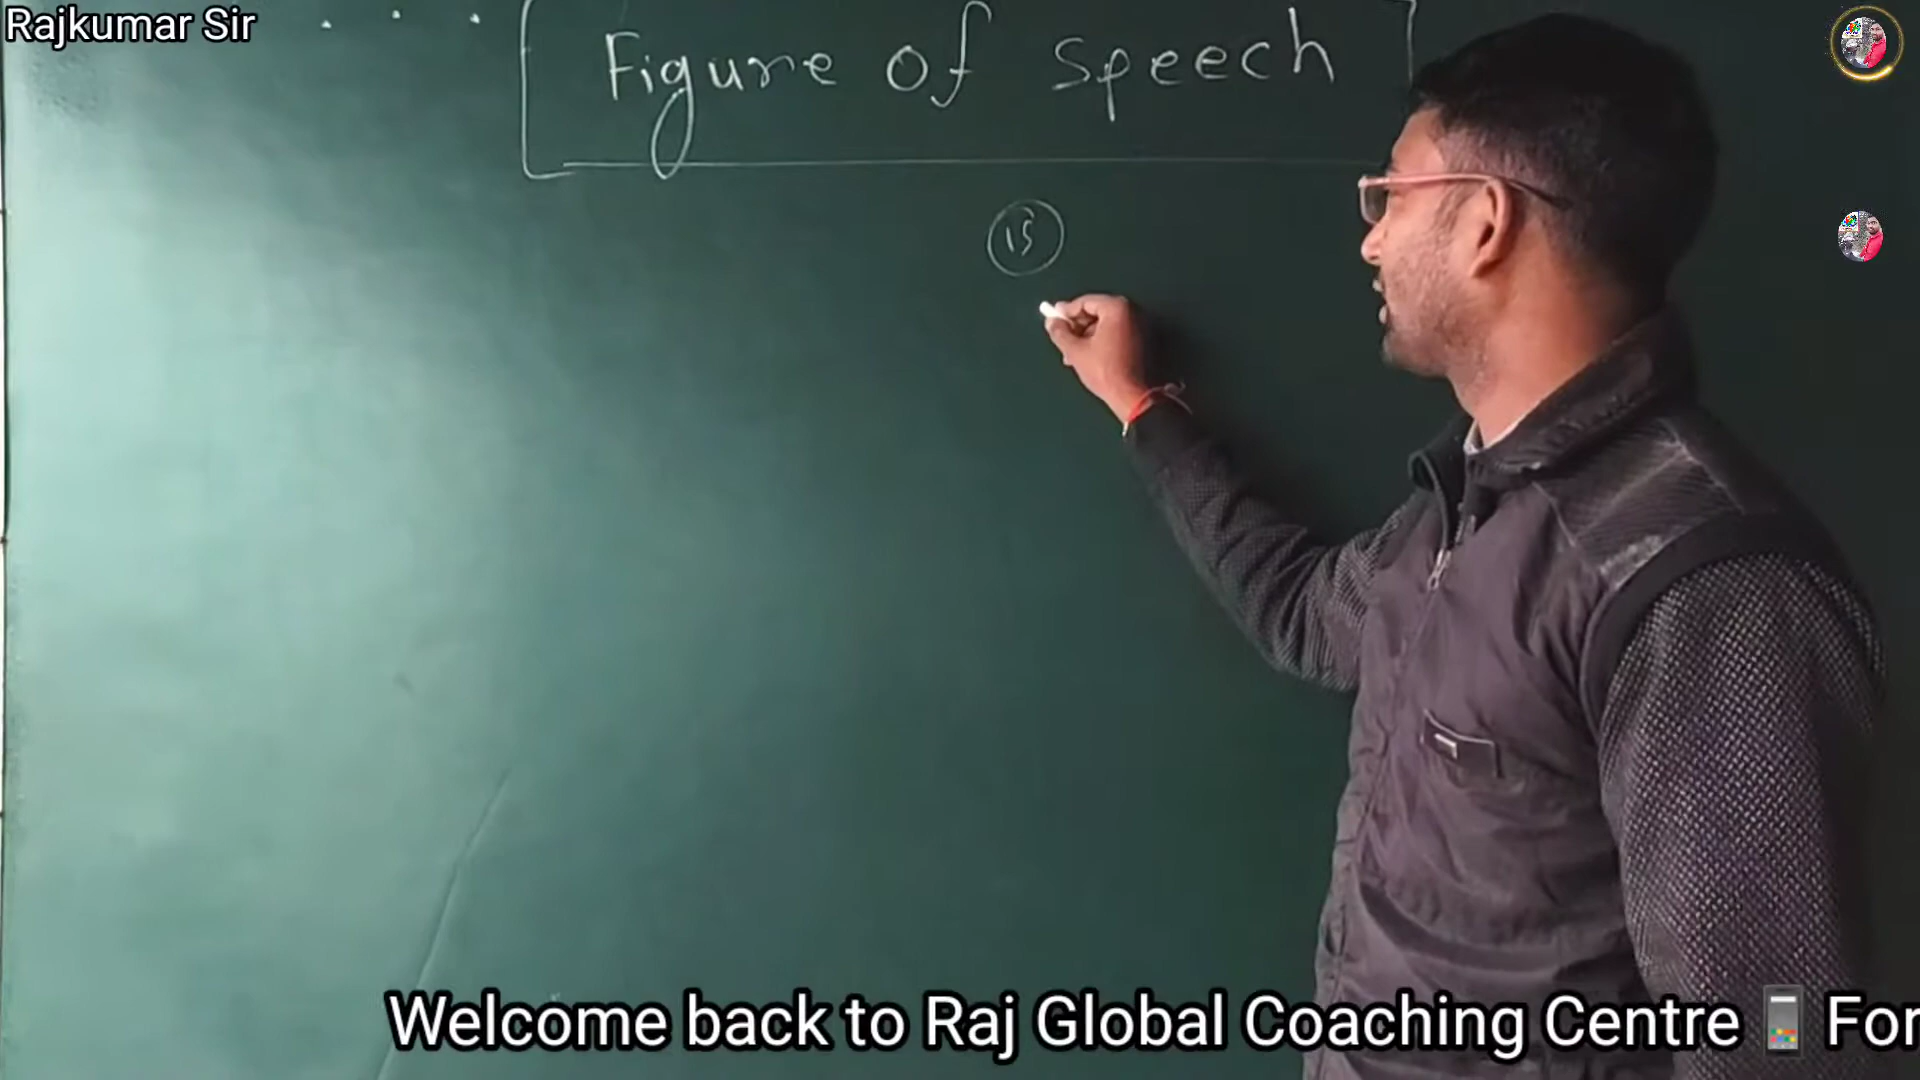 Rajkumar Sir
Figure of Speech
15
Welcome back to Raj Global Coaching Centre📱 For